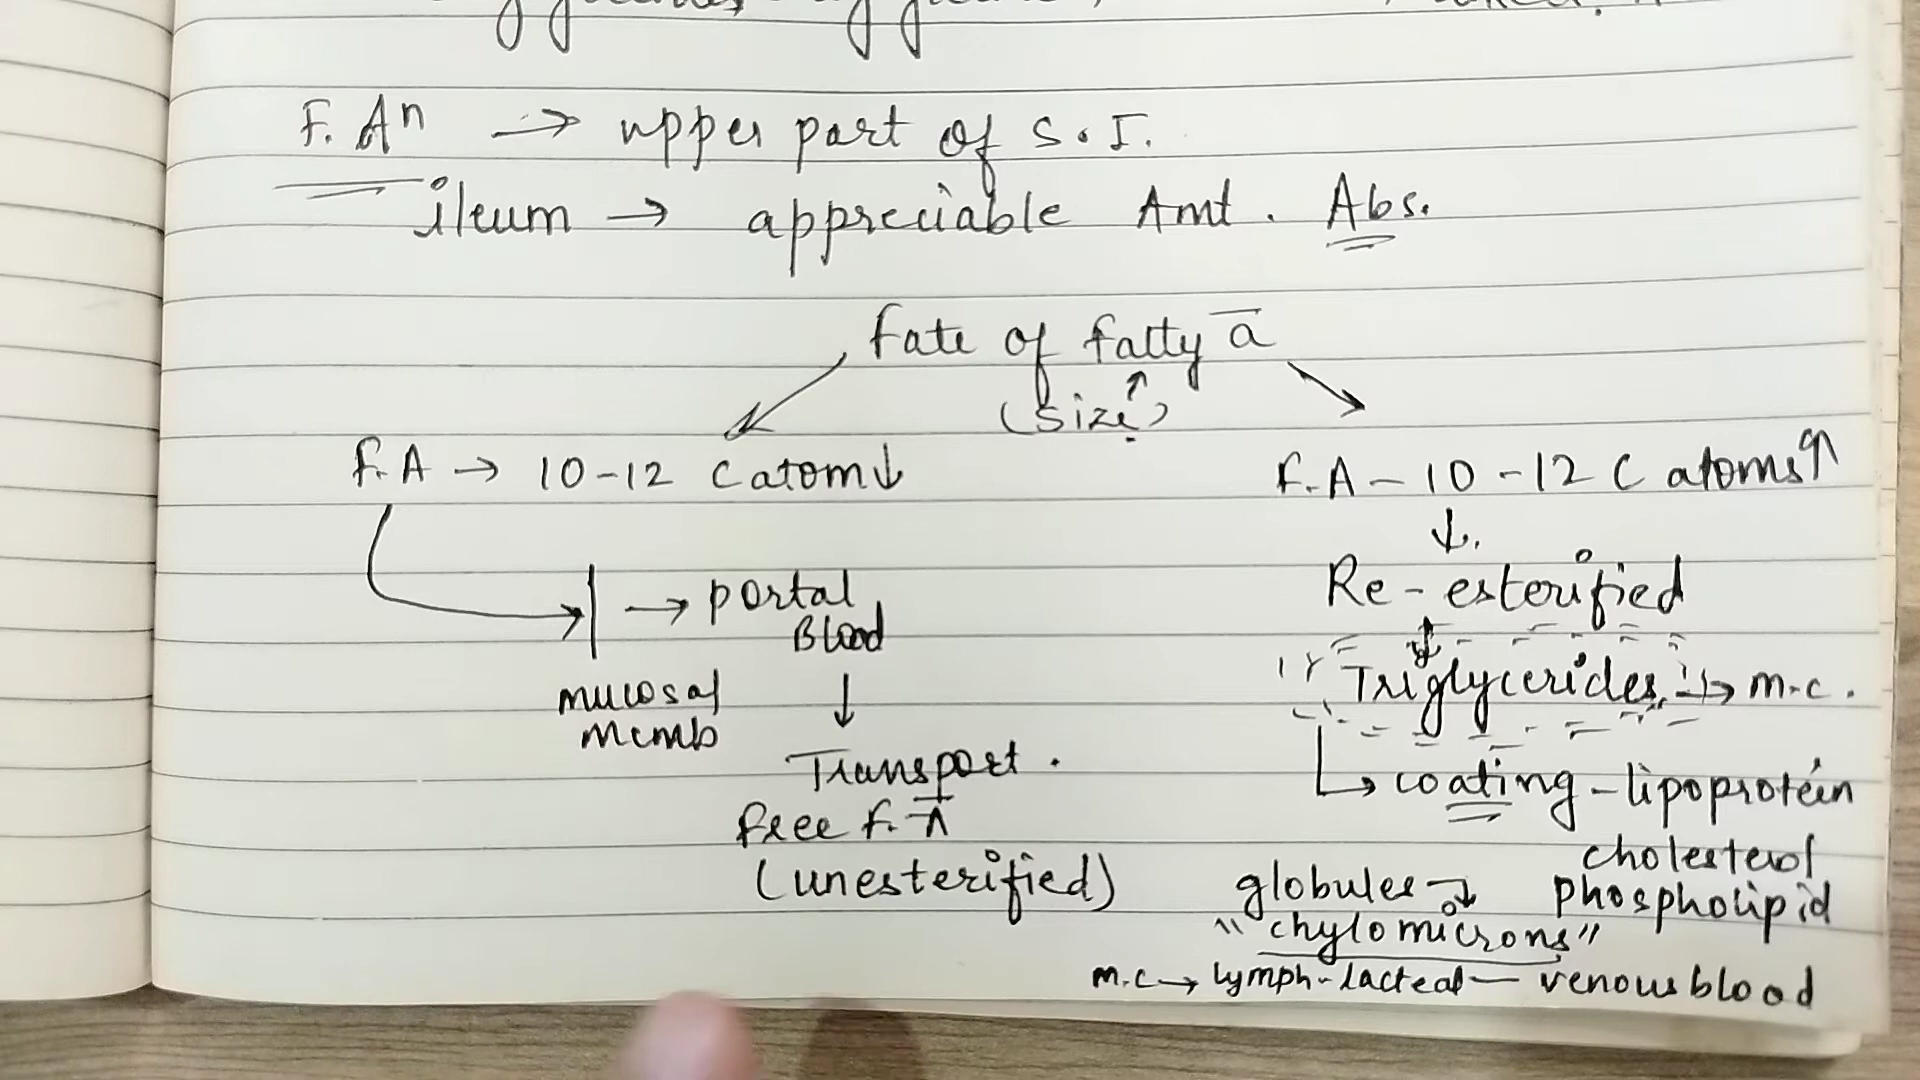 F. Aⁿ → upper part of S.I.
ileum → appreciable Amt. Abs.
Fate of fatty a
(size)
F.A → 10-12 C atom↓
F.A - 10-12 C atoms↑
↓
Re-esterified
→ portal
Blood
mucosal
memb
↓
Triglycerides → m.c.
Transport.
↳ coating - lipoprotein
free F.A
cholesterol
(unesterified)
globules →
phospholipid
"chylomicrons"
m.c → lymph-lacteal — venous blood